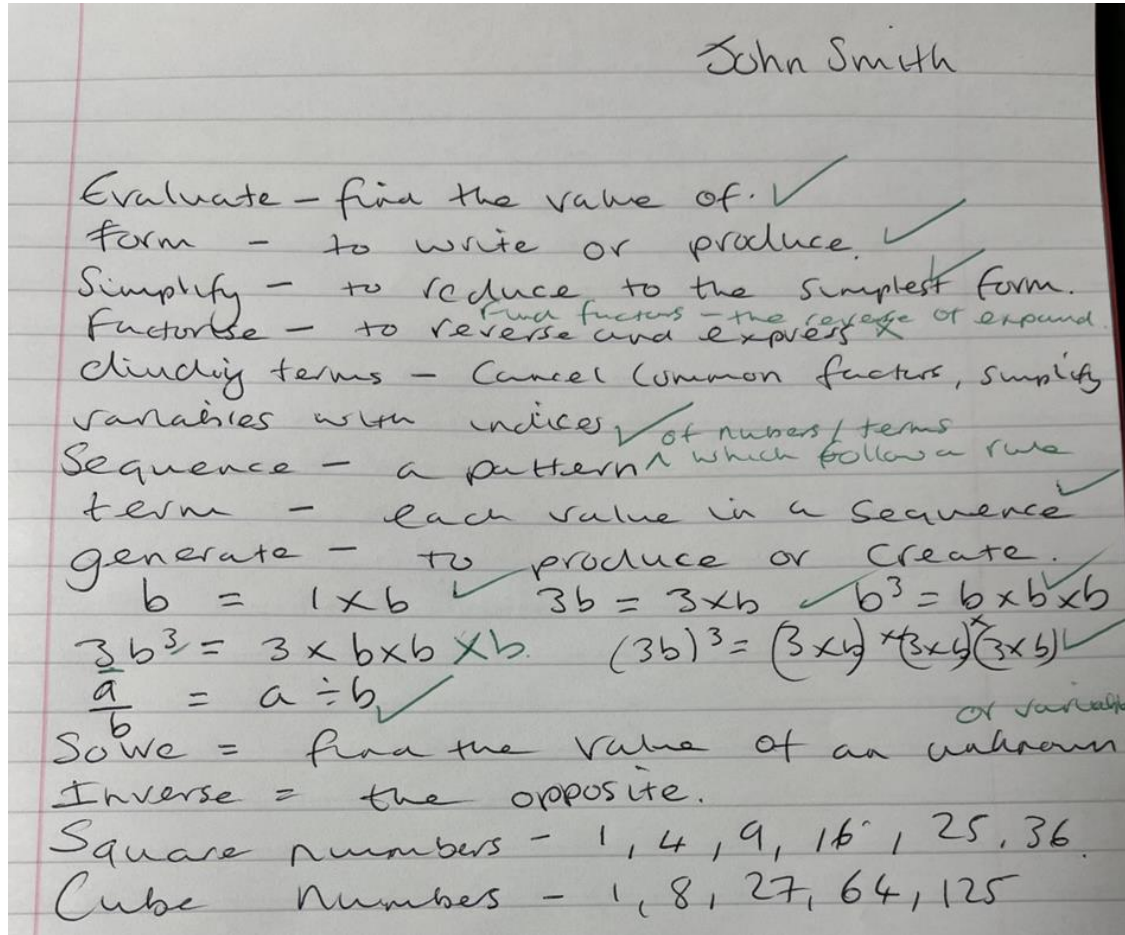 John Smith
Evaluate - find the value of. ✓
form - to write or produce. ✓
Simplify - to reduce to the simplest form. ✓
find factors - the reverse of expand.
Factorise - to reverse and express ×
dividing terms - Cancel Common factors, simplify
variables with indices ✓
of numbers / terms
Sequence - a pattern ^ which follow a rule
term - each value in a sequence ✓
generate - to produce or create. ✓
b = 1 × b ✓ 3b = 3×b ✓ b³ = b×b×b ✓
3b³ = 3 × b×b ×b. (3b)³ = (3×b) × (3×b) × (3×b) ✓
a/b = a ÷ b ✓
or variable
Solve = find the value of an unknown
Inverse = the opposite.
Square numbers - 1, 4, 9, 16, 25, 36.
Cube Numbers - 1, 8, 27, 64, 125